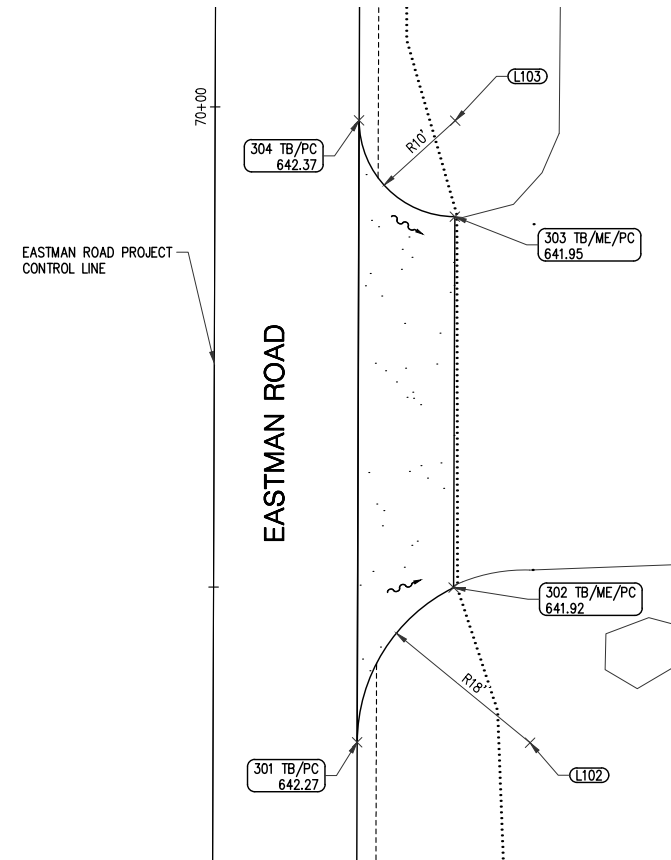 L103
70+00
R10'
304 TB/PC
642.37
303 TB/ME/PC
641.95
EASTMAN ROAD PROJECT
CONTROL LINE
EASTMAN ROAD
302 TB/ME/PC
641.92
R18'
301 TB/PC
642.27
L102